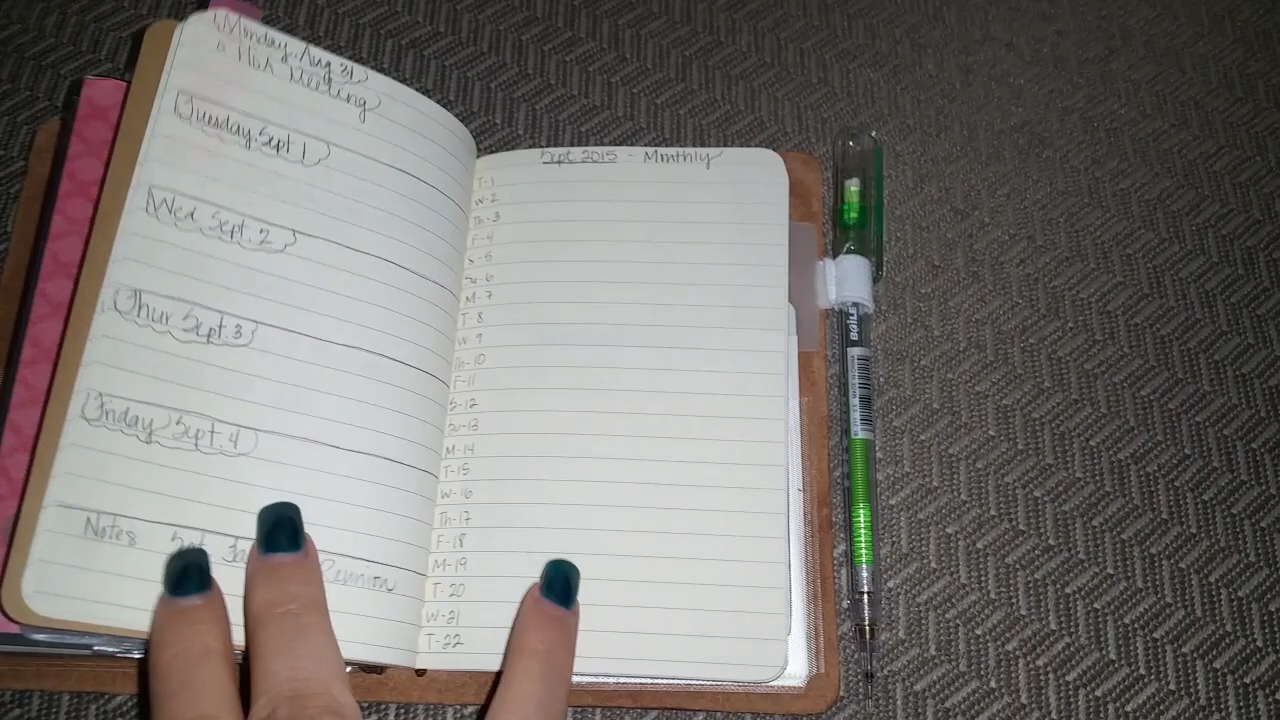 Monday, Aug 31
HOA Meeting
Tuesday, Sept 1
Wed Sept. 2
Thur Sept. 3
Friday Sept. 4
Notes Sat. Reunion
Sept 2015 - Monthly
T-1
W-2
Th-3
F-4
S-5
Su-6
M-7
T-8
W-9
Th-10
F-11
S-12
Su-13
M-14
T-15
W-16
Th-17
F-18
M-19
T-20
W-21
T-22